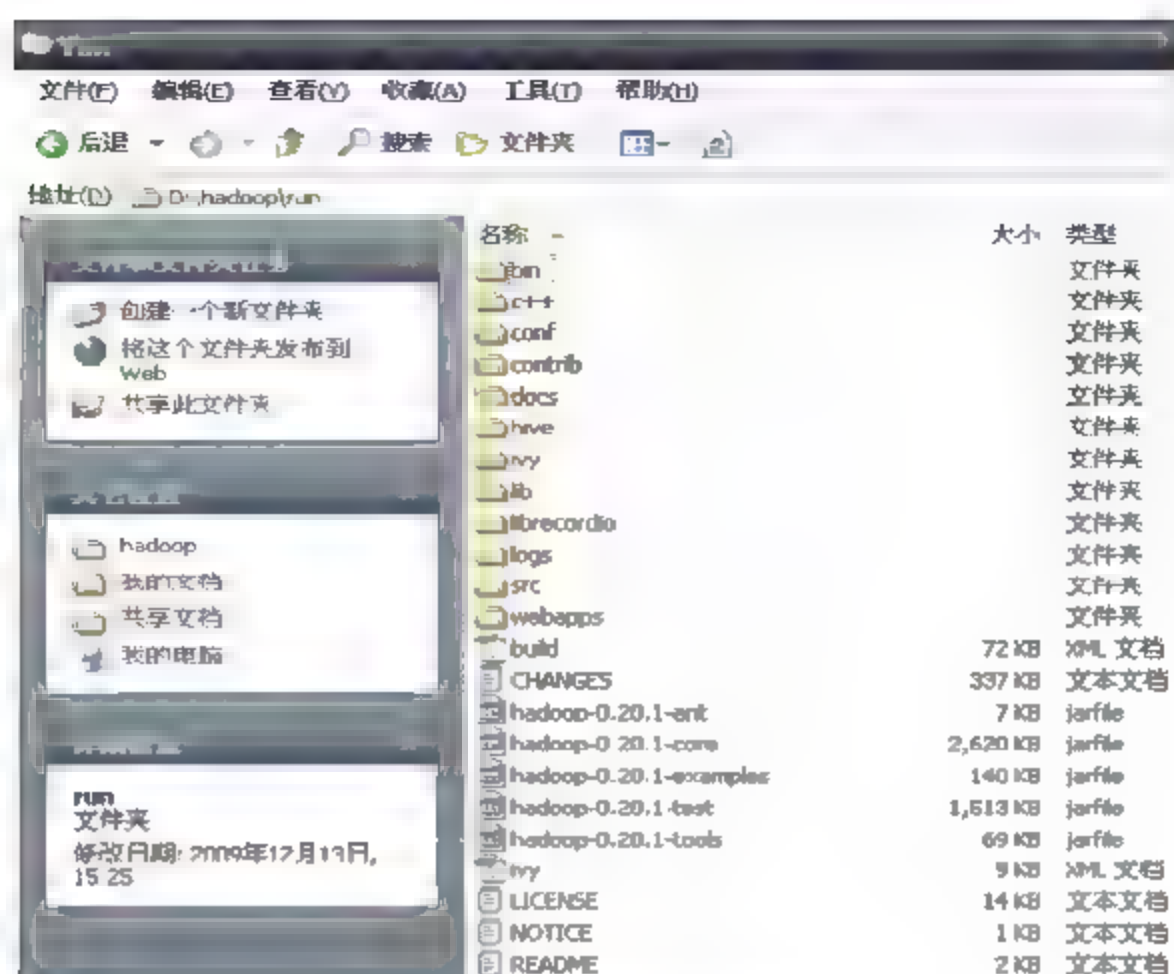 run
文件(F) 编辑(E) 查看(V) 收藏(A) 工具(T) 帮助(H)
后退 搜索 文件夹
地址(D) D:\hadoop\run
创建一个新文件夹
将这个文件夹发布到
Web
共享此文件夹
hadoop
我的文档
共享文档
我的电脑
run
文件夹
修改日期: 2009年12月13日,
15:25
名称 大小 类型
bin 文件夹
c++ 文件夹
conf 文件夹
contrib 文件夹
docs 文件夹
hive 文件夹
ivy 文件夹
lib 文件夹
librecordio 文件夹
logs 文件夹
src 文件夹
webapps 文件夹
build 72 KB XML 文档
CHANGES 337 KB 文本文档
hadoop-0.20.1-ant 7 KB jarfile
hadoop-0.20.1-core 2,620 KB jarfile
hadoop-0.20.1-examples 140 KB jarfile
hadoop-0.20.1-test 1,613 KB jarfile
hadoop-0.20.1-tools 69 KB jarfile
ivy 9 KB XML 文档
LICENSE 14 KB 文本文档
NOTICE 1 KB 文本文档
README 2 KB 文本文档